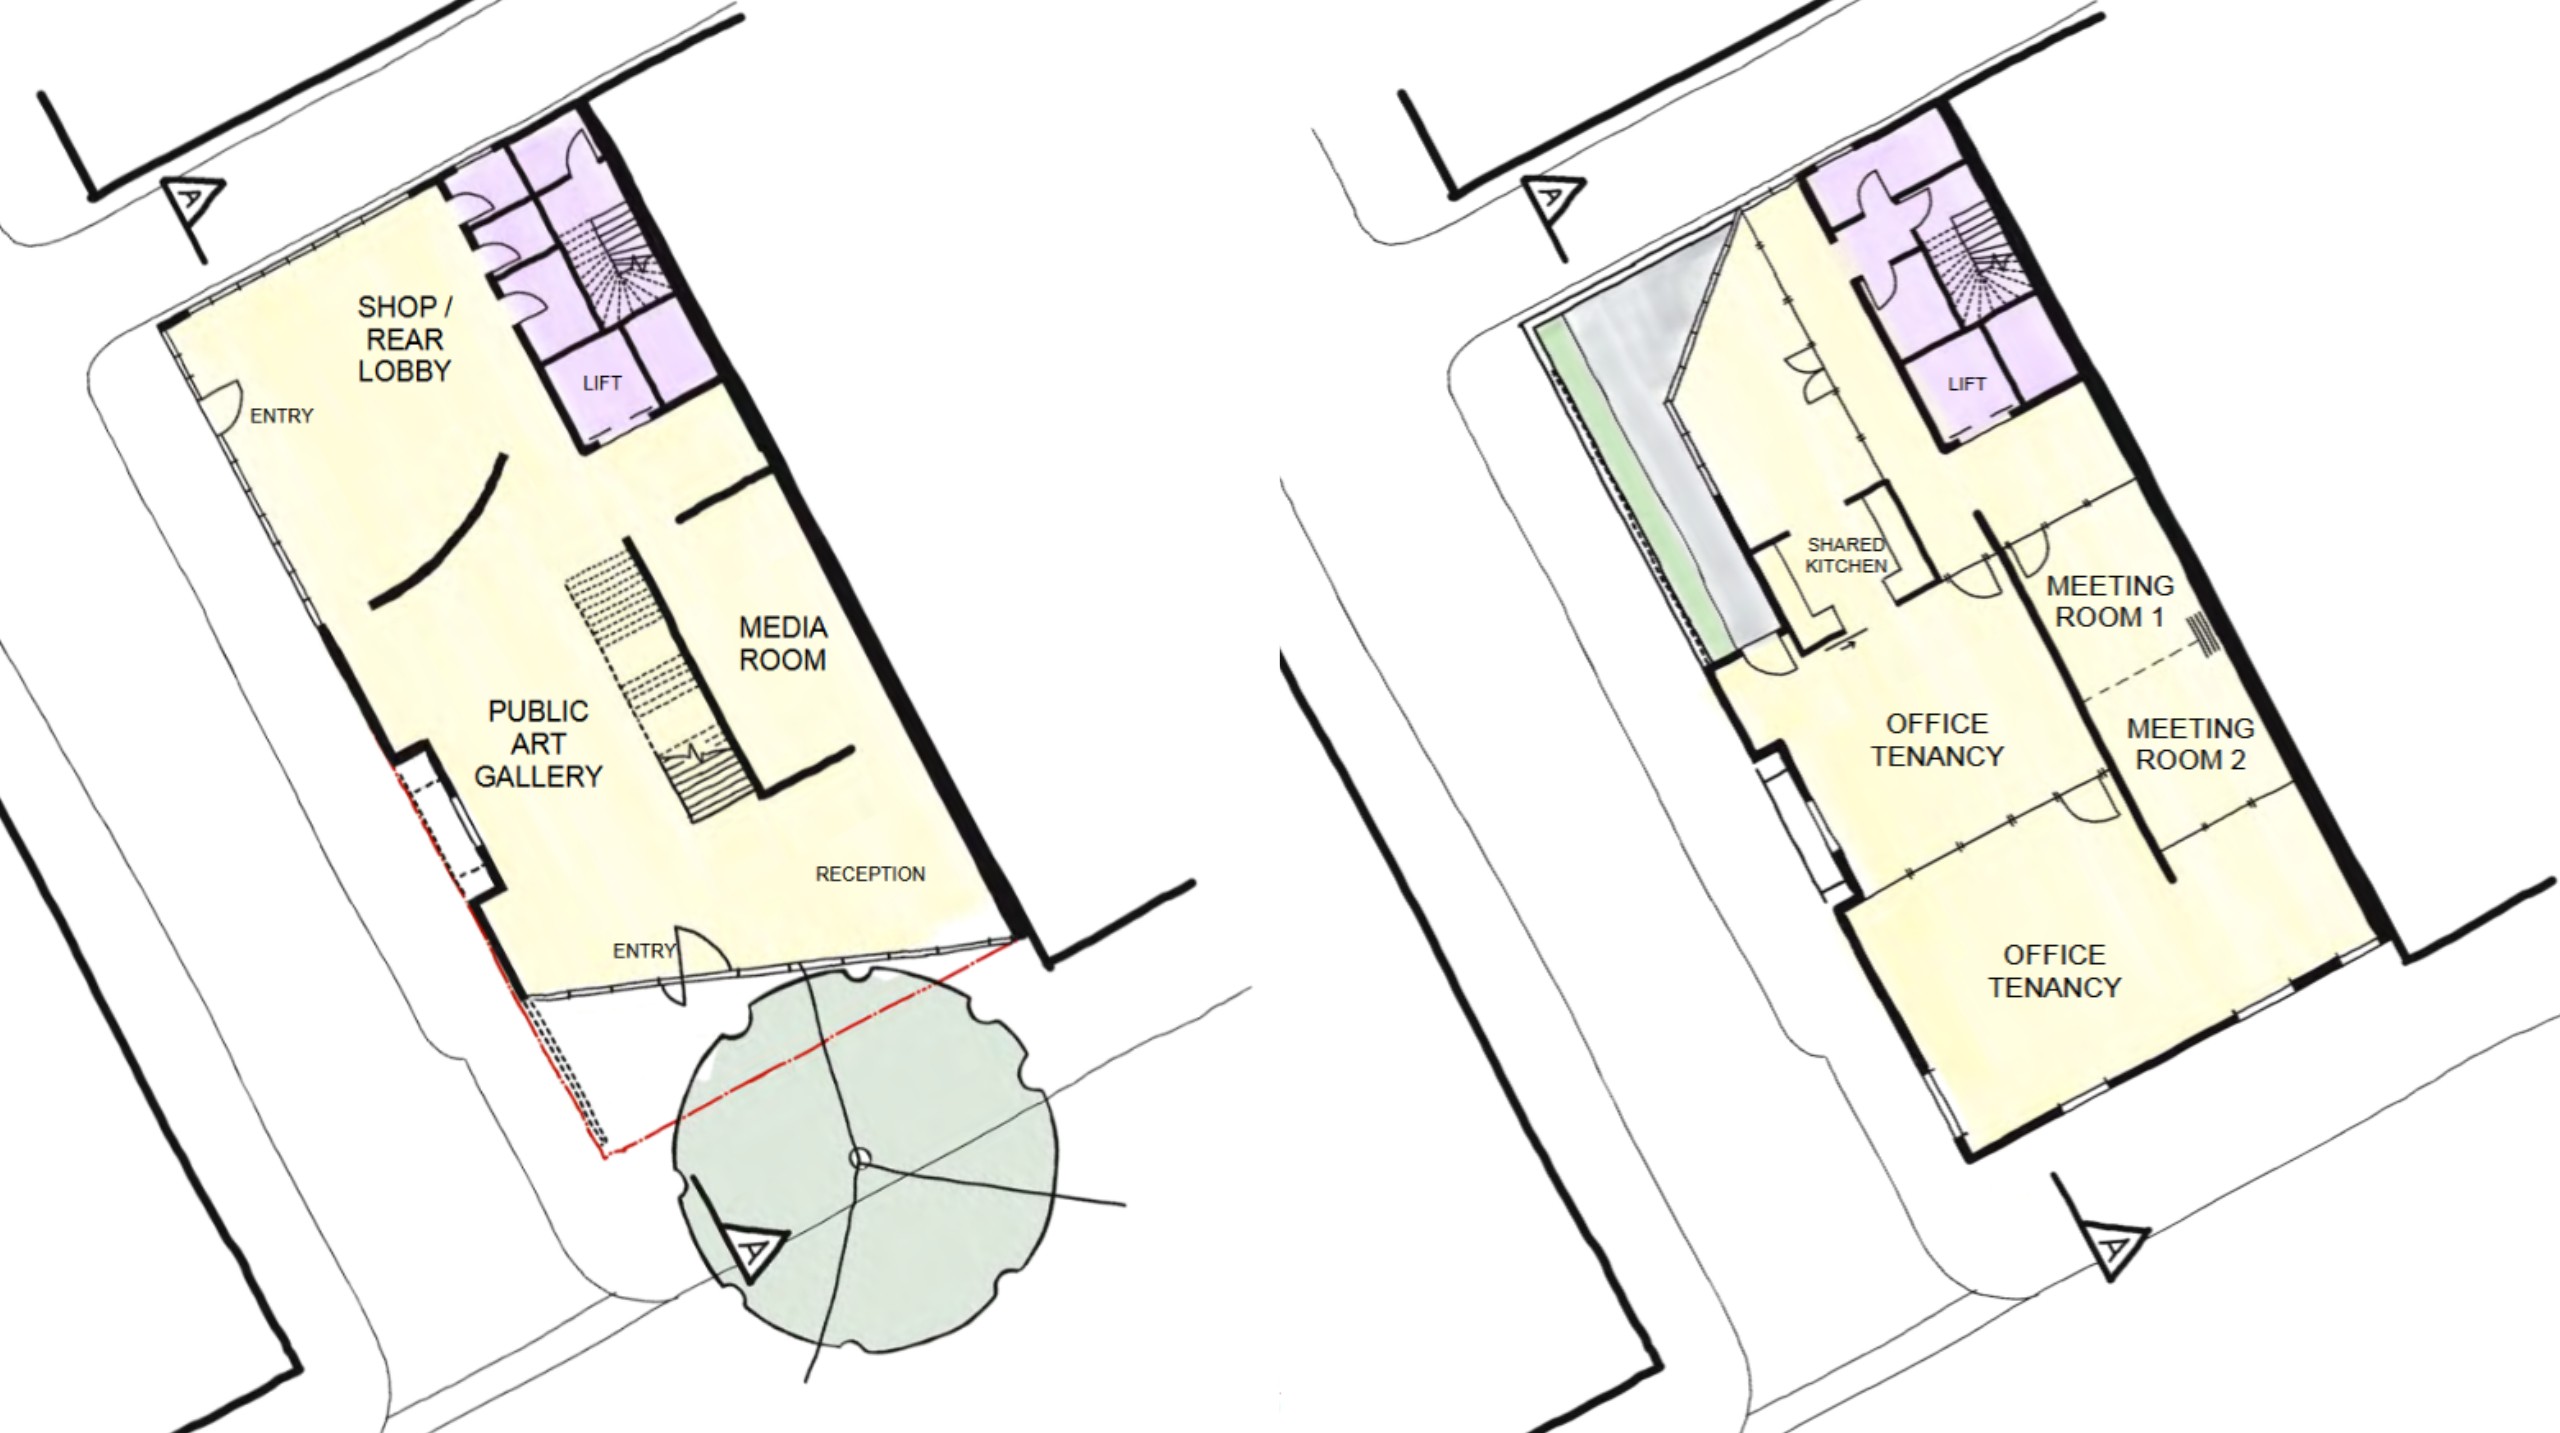 A
SHOP /
REAR
LOBBY
LIFT
ENTRY
MEDIA
ROOM
PUBLIC
ART
GALLERY
RECEPTION
ENTRY
A
A
LIFT
SHARED
KITCHEN
MEETING
ROOM 1
OFFICE
TENANCY
MEETING
ROOM 2
OFFICE
TENANCY
A